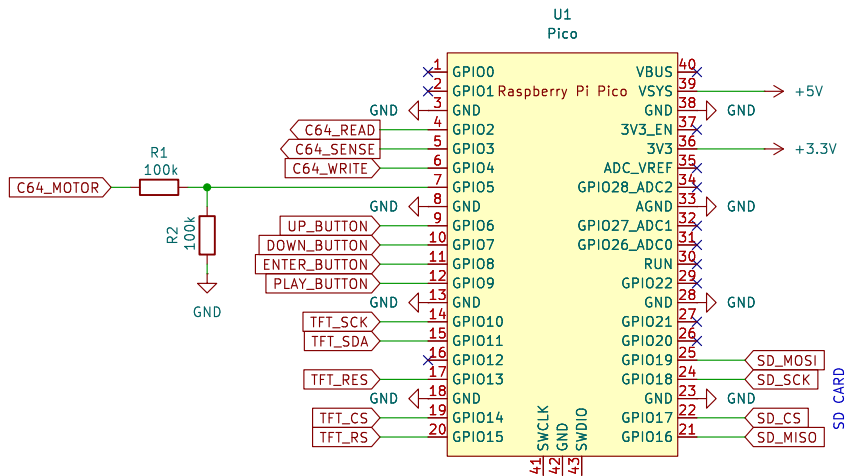 U1
Pico
Raspberry Pi Pico
1 GPIO0
2 GPIO1
GND 3 GND
C64_READ 4 GPIO2
C64_SENSE 5 GPIO3
C64_WRITE 6 GPIO4
R1
100k
C64_MOTOR 7 GPIO5
R2
100k
GND
GND 8 GND
UP_BUTTON 9 GPIO6
DOWN_BUTTON 10 GPIO7
ENTER_BUTTON 11 GPIO8
PLAY_BUTTON 12 GPIO9
GND 13 GND
TFT_SCK 14 GPIO10
TFT_SDA 15 GPIO11
16 GPIO12
TFT_RES 17 GPIO13
GND 18 GND
TFT_CS 19 GPIO14
TFT_RS 20 GPIO15
VBUS 40
VSYS 39 +5V
GND 38 GND
3V3_EN 37
3V3 36 +3.3V
ADC_VREF 35
GPIO28_ADC2 34
AGND 33 GND
GPIO27_ADC1 32
GPIO26_ADC0 31
RUN 30
GPIO22 29
GND 28 GND
GPIO21 27
GPIO20 26
GPIO19 25 SD_MOSI
GPIO18 24 SD_SCK
GND 23 GND
GPIO17 22 SD_CS
GPIO16 21 SD_MISO
SD CARD
SWCLK 41
GND 42
SWDIO 43